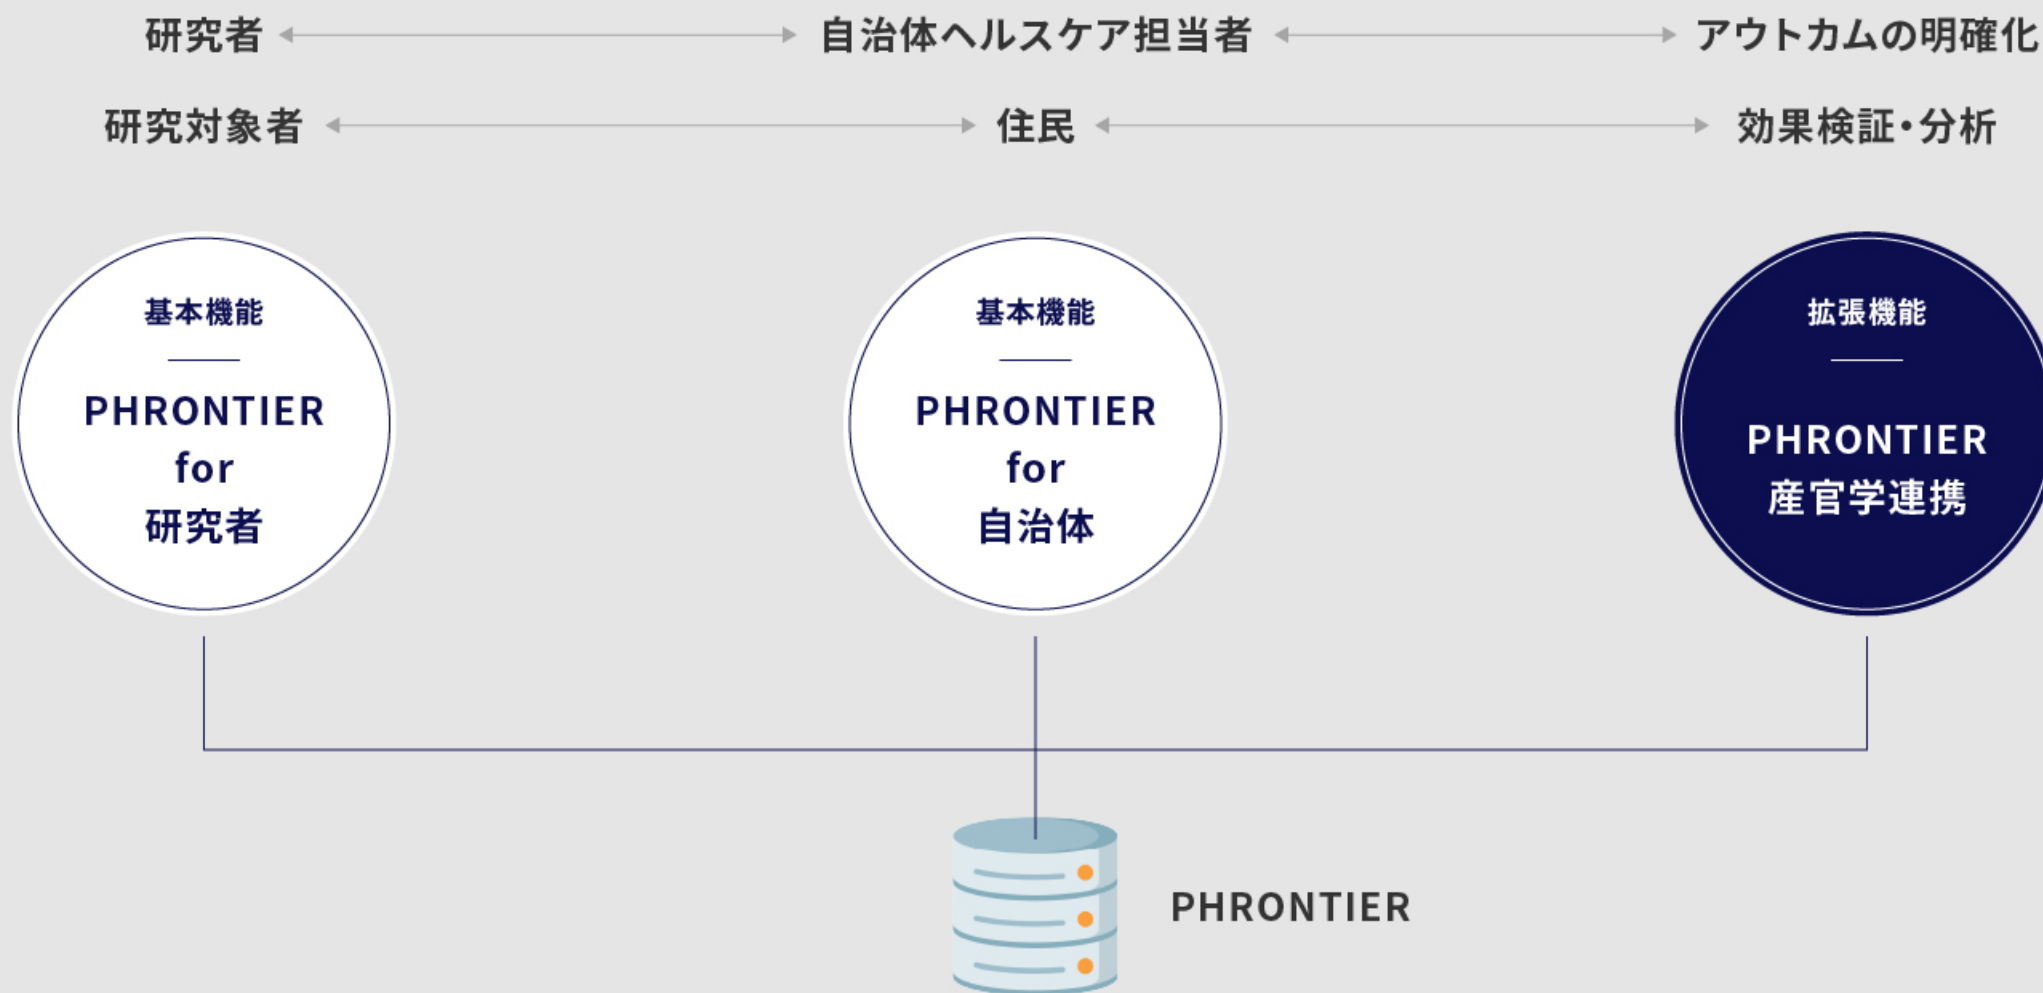 研究者
自治体ヘルスケア担当者
アウトカムの明確化
研究対象者
住民
効果検証・分析
基本機能
PHRONTIER
for
研究者
基本機能
PHRONTIER
for
自治体
拡張機能
PHRONTIER
産官学連携
PHRONTIER